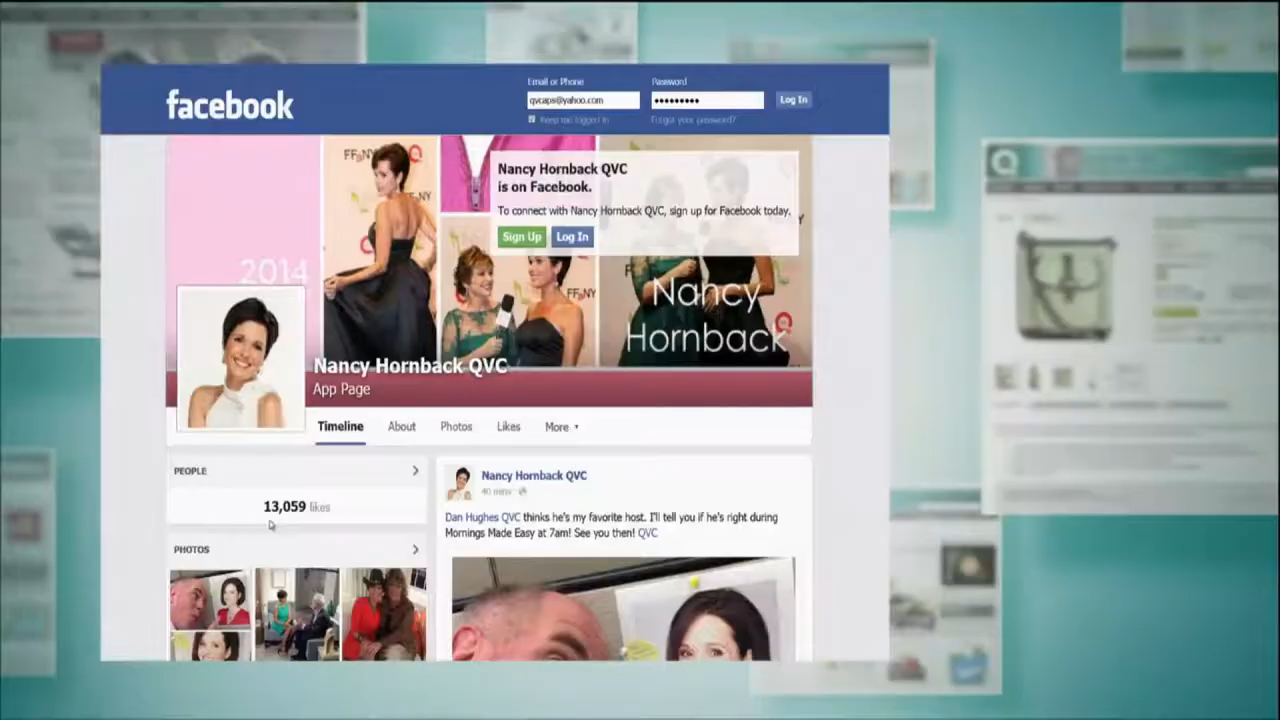 facebook
Email or Phone
Password
qvcaps@yahoo.com
Log In
Keep me logged in
Forgot your password?
FF NY
Nancy Hornback QVC
is on Facebook.
To connect with Nancy Hornback QVC, sign up for Facebook today.
Sign Up
Log In
2014
FF NY
Nancy
Hornback
Nancy Hornback QVC
App Page
Timeline
About
Photos
Likes
More
PEOPLE
13,059 likes
Nancy Hornback QVC
40 mins
Dan Hughes QVC thinks he's my favorite host. I'll tell you if he's right during
Mornings Made Easy at 7am! See you then! QVC
PHOTOS